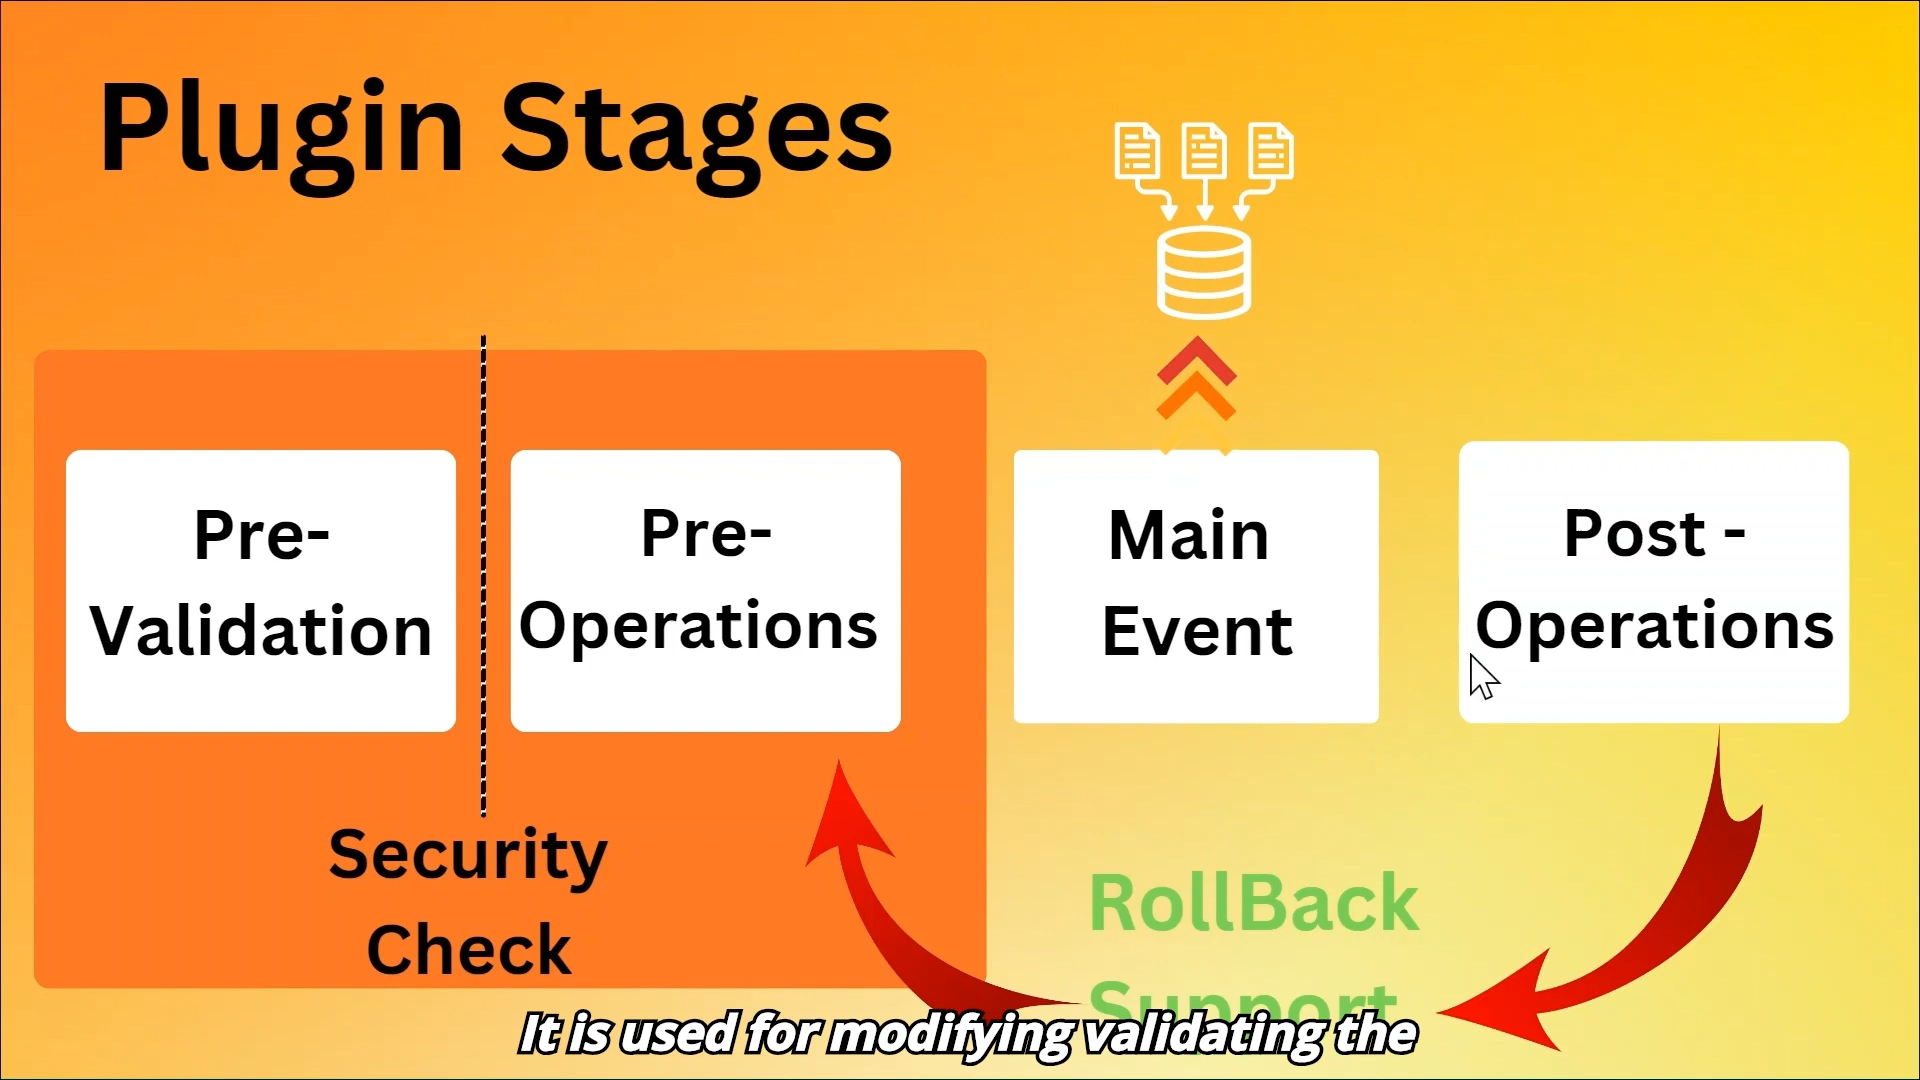 Plugin Stages
Pre-
Validation
Pre-
Operations
Main
Event
Post -
Operations
Security
Check
RollBack
Support
It is used for modifying validating the